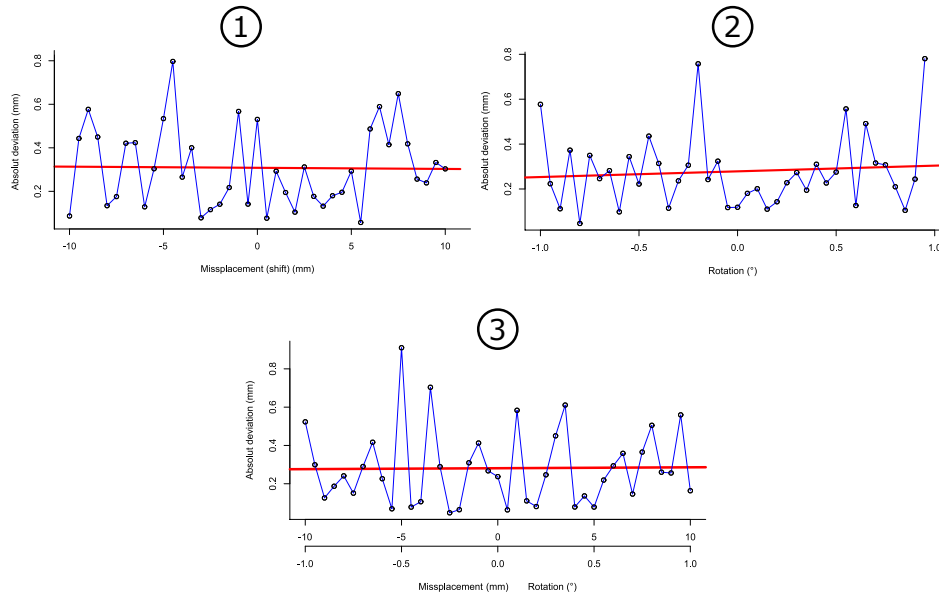 1
2
Absolut deviation (mm)
0.2 0.4 0.6 0.8
-10 -5 0 5 10
Missplacement (shift) (mm)
Absolut deviation (mm)
0.2 0.4 0.6 0.8
-1.0 -0.5 0.0 0.5 1.0
Rotation (°)
3
Absolut deviation (mm)
0.2 0.4 0.6 0.8
-10 -5 0 5 10
-1.0 -0.5 0.0 0.5 1.0
Missplacement (mm) Rotation (°)